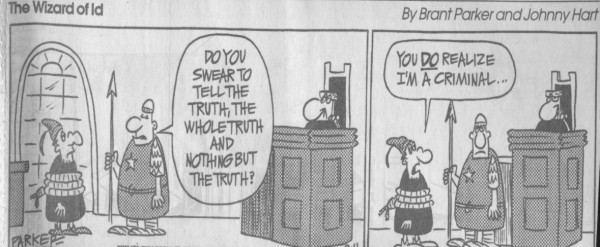 The Wizard of Id
By Brant Parker and Johnny Hart
DO YOU
SWEAR TO
TELL THE
TRUTH, THE
WHOLE TRUTH
AND
NOTHING BUT
THE TRUTH?
YOU DO REALIZE
I'M A CRIMINAL...